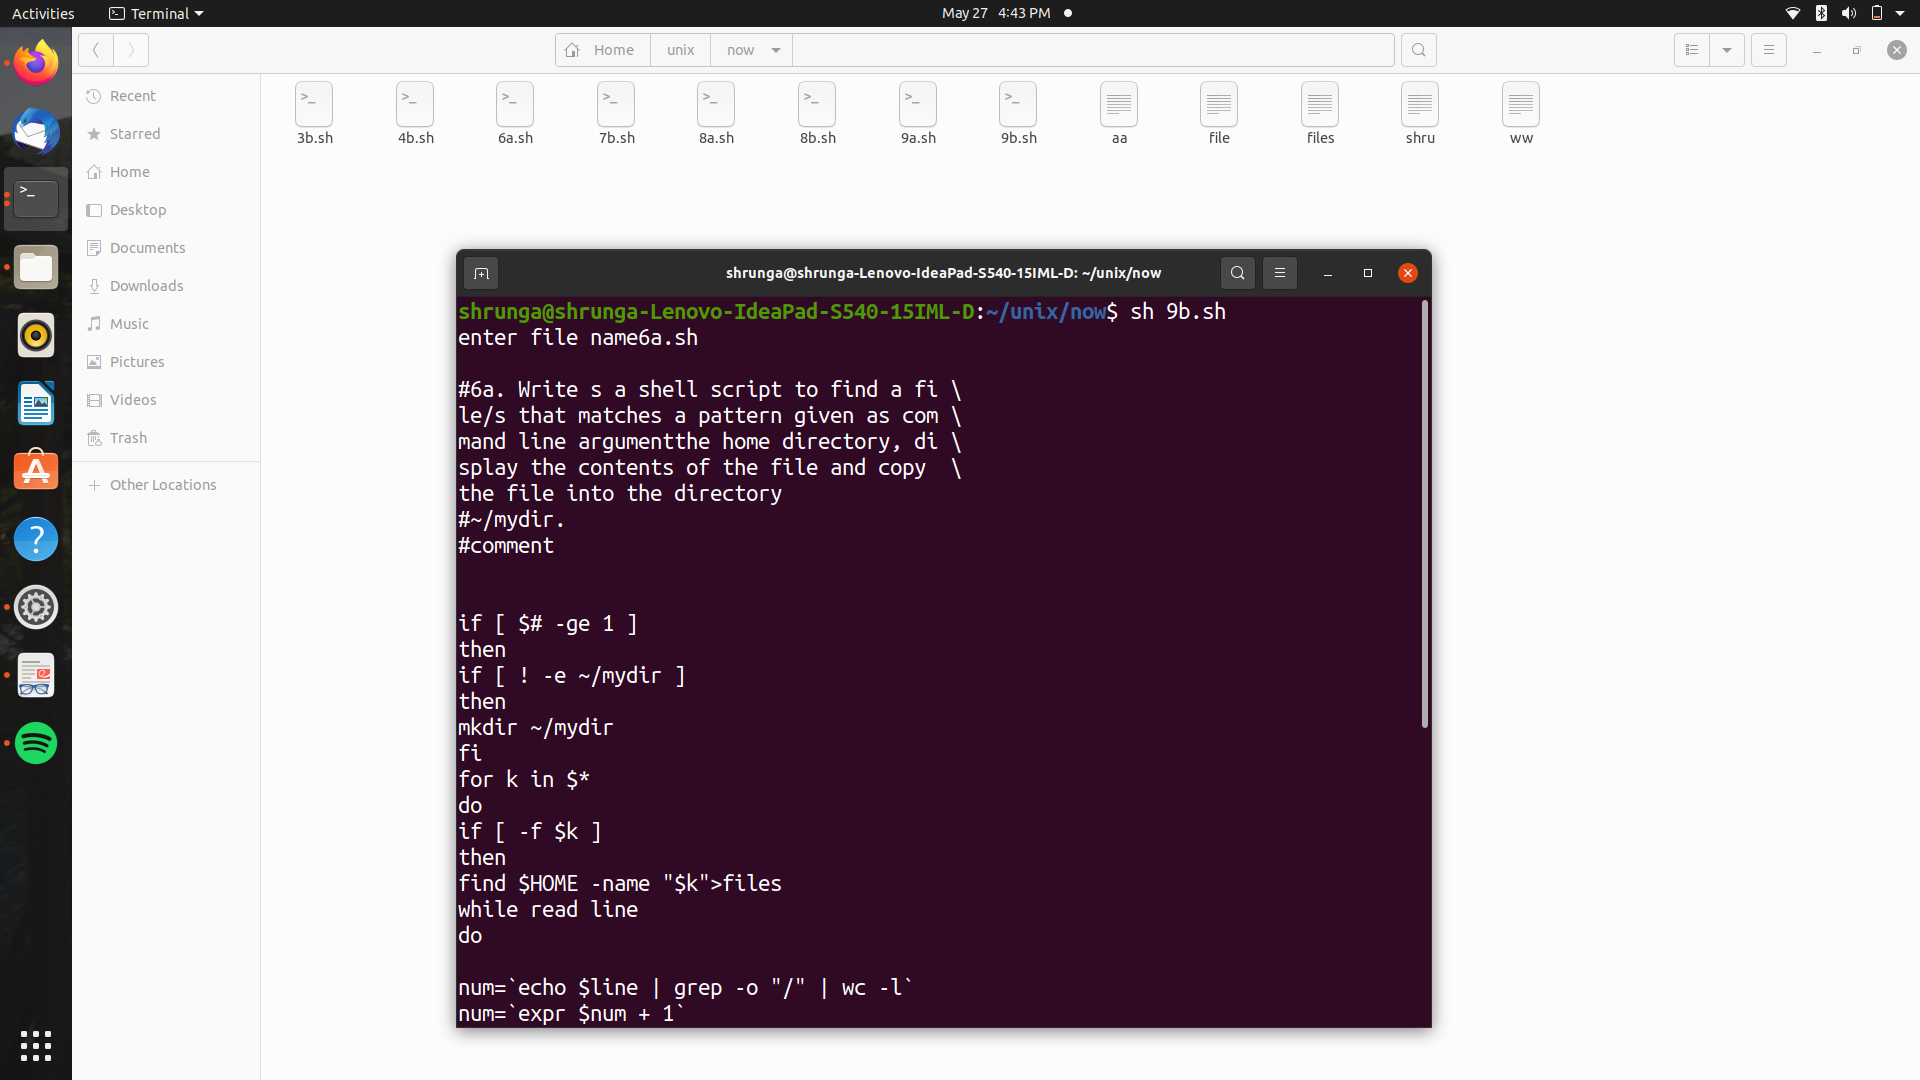 Activities
Terminal
May 27 4:43 PM
Home
unix
now
Recent
Starred
Home
Desktop
Documents
Downloads
Music
Pictures
Videos
Trash
+ Other Locations
3b.sh
4b.sh
6a.sh
7b.sh
8a.sh
8b.sh
9a.sh
9b.sh
aa
file
files
shru
ww
shrunga@shrunga-Lenovo-IdeaPad-S540-15IML-D: ~/unix/now
shrunga@shrunga-Lenovo-IdeaPad-S540-15IML-D:~/unix/now$ sh 9b.sh
enter file name6a.sh
#6a. Write s a shell script to find a fi \
le/s that matches a pattern given as com \
mand line argumentthe home directory, di \
splay the contents of the file and copy  \
the file into the directory
#~/mydir.
#comment
if [ $# -ge 1 ]
then
if [ ! -e ~/mydir ]
then
mkdir ~/mydir
fi
for k in $*
do
if [ -f $k ]
then
find $HOME -name "$k">files
while read line
do
num=`echo $line | grep -o "/" | wc -l`
num=`expr $num + 1`